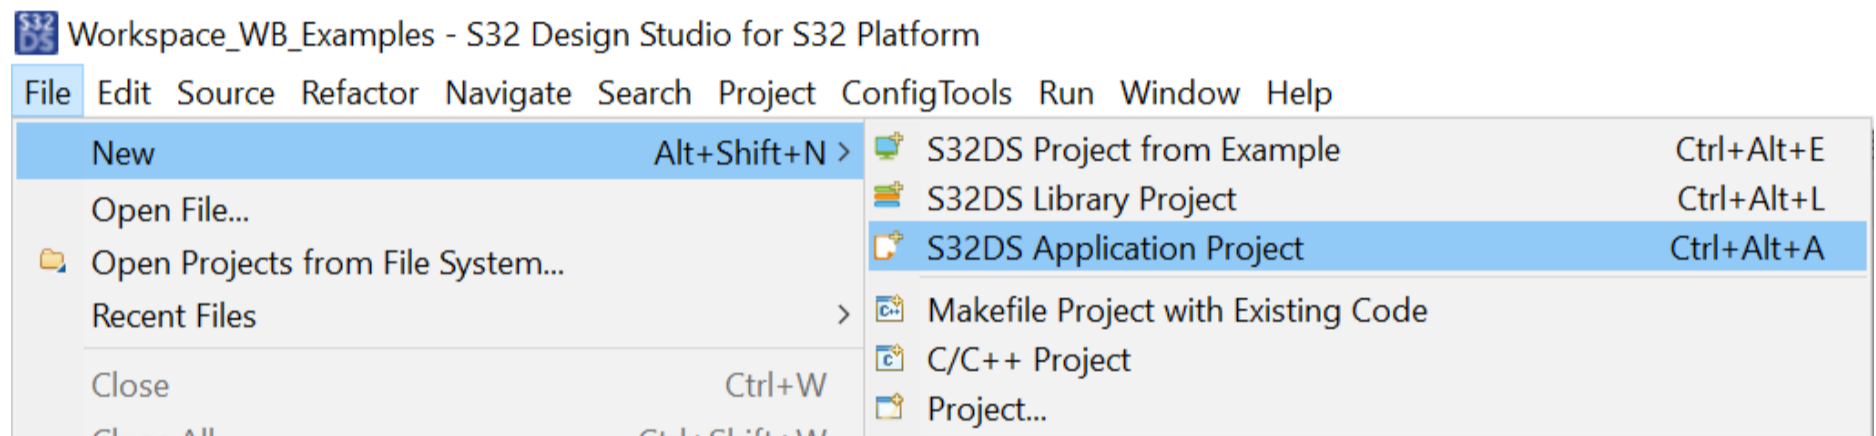 S32
DS
Workspace_WB_Examples - S32 Design Studio for S32 Platform
File Edit Source Refactor Navigate Search Project ConfigTools Run Window Help
New Alt+Shift+N >
Open File...
Open Projects from File System...
Recent Files >
Close Ctrl+W
S32DS Project from Example Ctrl+Alt+E
S32DS Library Project Ctrl+Alt+L
S32DS Application Project Ctrl+Alt+A
Makefile Project with Existing Code
C/C++ Project
Project...